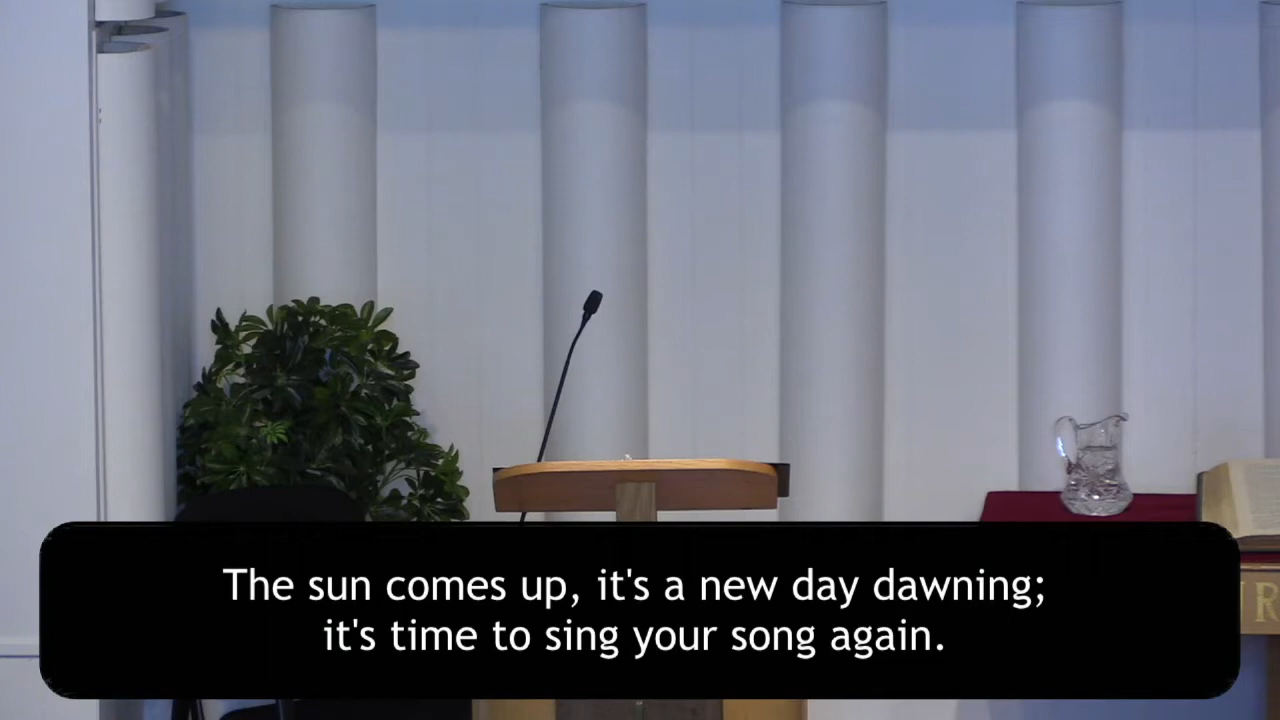 The sun comes up, it's a new day dawning;
it's time to sing your song again.